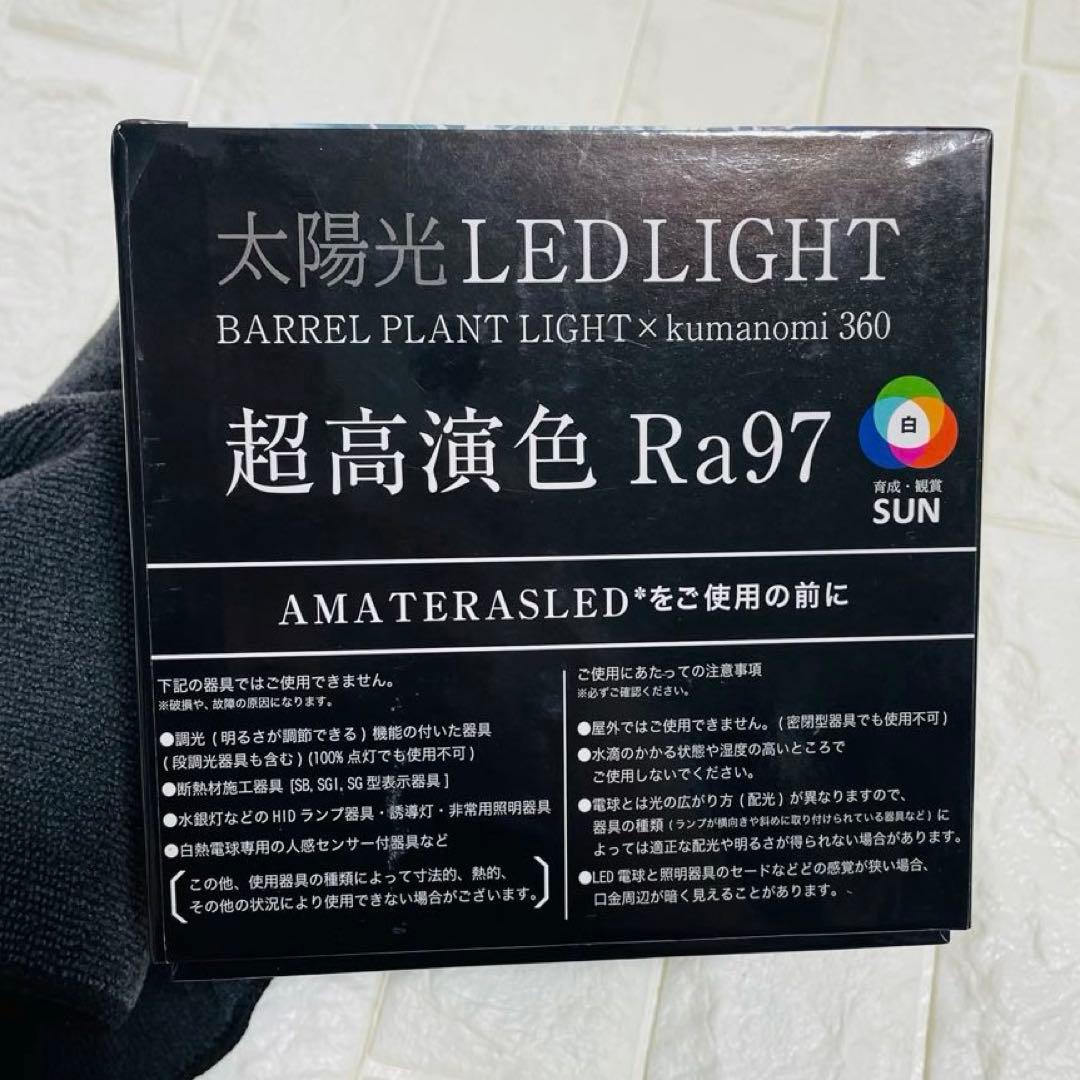 太陽光 LED LIGHT
BARREL PLANT LIGHT×kumanomi 360
超高演色 Ra97
白
育成・観賞
SUN
AMATERASLED*をご使用の前に
下記の器具ではご使用できません。
※破損や、故障の原因になります。
●調光(明るさが調節できる)機能の付いた器具
(段調光器具も含む)(100%点灯でも使用不可)
●断熱材施工器具[SB,SGI,SG型表示器具]
●水銀灯などのHIDランプ器具・誘導灯・非常用照明器具
●白熱電球専用の人感センサー付器具など
この他、使用器具の種類によって寸法的、熱的、
その他の状況により使用できない場合がございます。
ご使用にあたっての注意事項
※必ずご確認ください。
●屋外ではご使用できません。(密閉型器具でも使用不可)
●水滴のかかる状態や湿度の高いところで
ご使用しないでください。
●電球とは光の広がり方(配光)が異なりますので、
器具の種類(ランプが横向きや斜めに取り付けられている器具など)に
よっては適正な配光や明るさが得られない場合があります。
●LED電球と照明器具のセードなどどの感覚が狭い場合、
口金周辺が暗く見えることがあります。